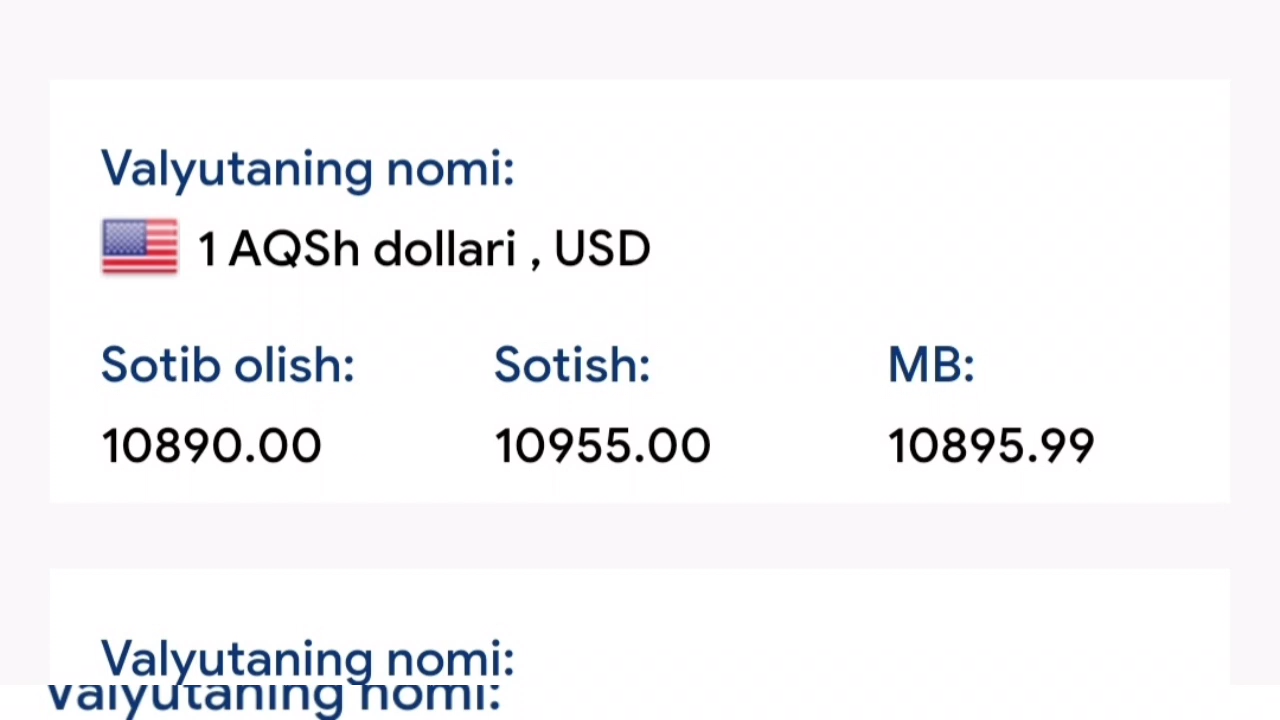 Valyutaning nomi:
1 AQSh dollari , USD
Sotib olish: Sotish: MB:
10890.00 10955.00 10895.99
Valyutaning nomi:
Valyutaning nomi: